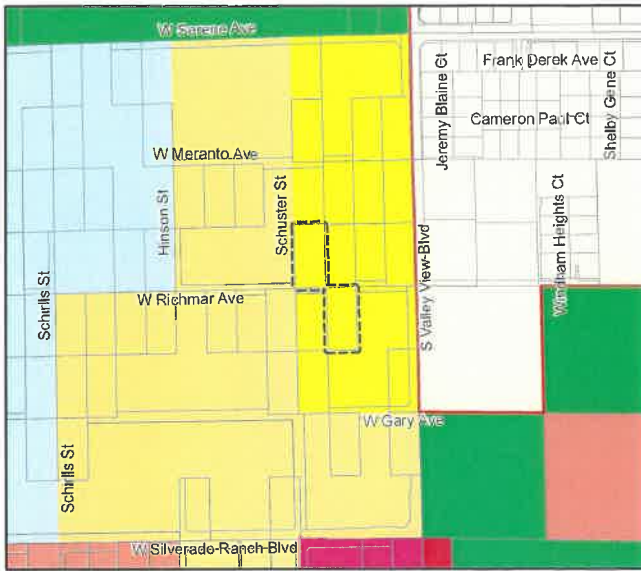 W Serene Ave
Frank Derek Ave
Jeremy Blaine Ct
Shelby Gene Ct
Cameron Paul Ct
W Meranto Ave
Hinson St
Schuster St
Windham Heights Ct
S Valley View Blvd
Schirlls St
W Richmar Ave
W Gary Ave
Schirlls St
W Silverado Ranch Blvd